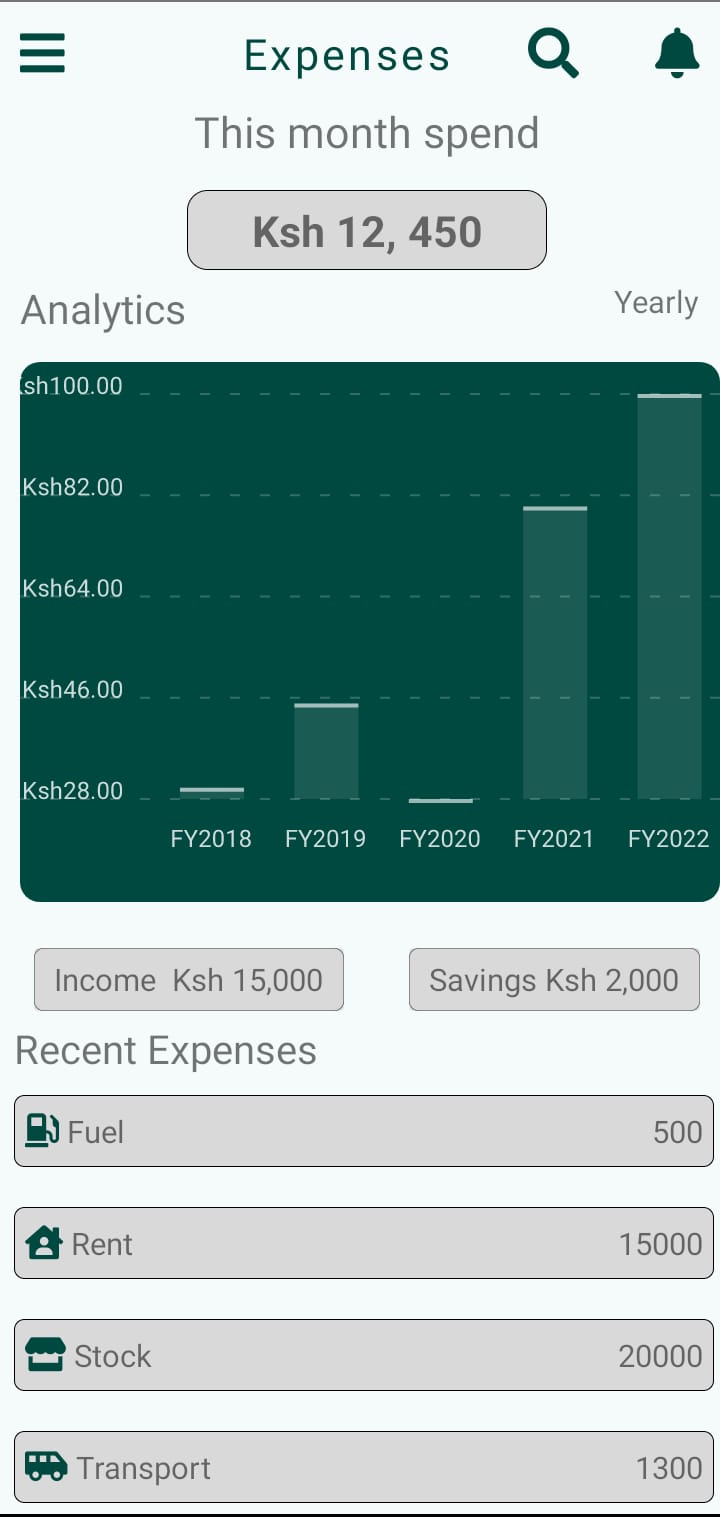 Expenses
This month spend
Ksh 12, 450
Analytics
Yearly
sh100.00
Ksh82.00
Ksh64.00
Ksh46.00
Ksh28.00
FY2018 FY2019 FY2020 FY2021 FY2022
Income Ksh 15,000
Savings Ksh 2,000
Recent Expenses
Fuel 500
Rent 15000
Stock 20000
Transport 1300